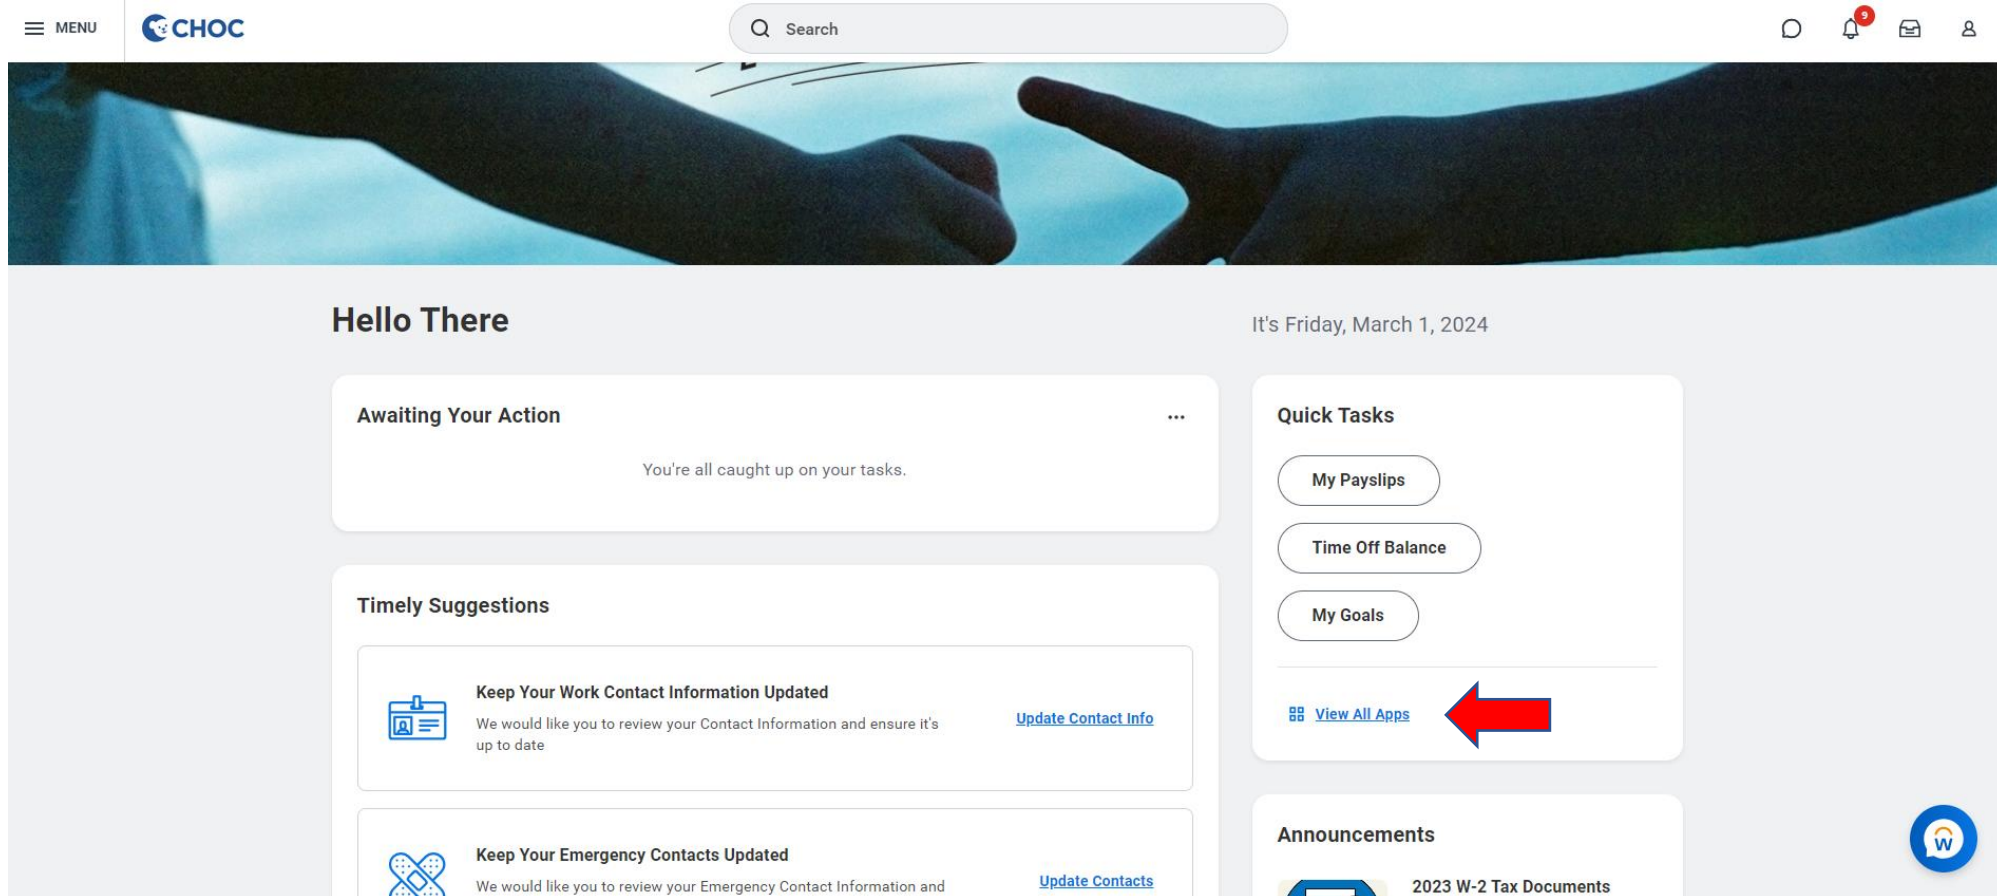 MENU
CHOC
Search
9
Hello There
It's Friday, March 1, 2024
Awaiting Your Action
You're all caught up on your tasks.
Timely Suggestions
Keep Your Work Contact Information Updated
We would like you to review your Contact Information and ensure it's
up to date
Update Contact Info
Keep Your Emergency Contacts Updated
We would like you to review your Emergency Contact Information and
Update Contacts
Quick Tasks
My Payslips
Time Off Balance
My Goals
View All Apps
Announcements
2023 W-2 Tax Documents
W